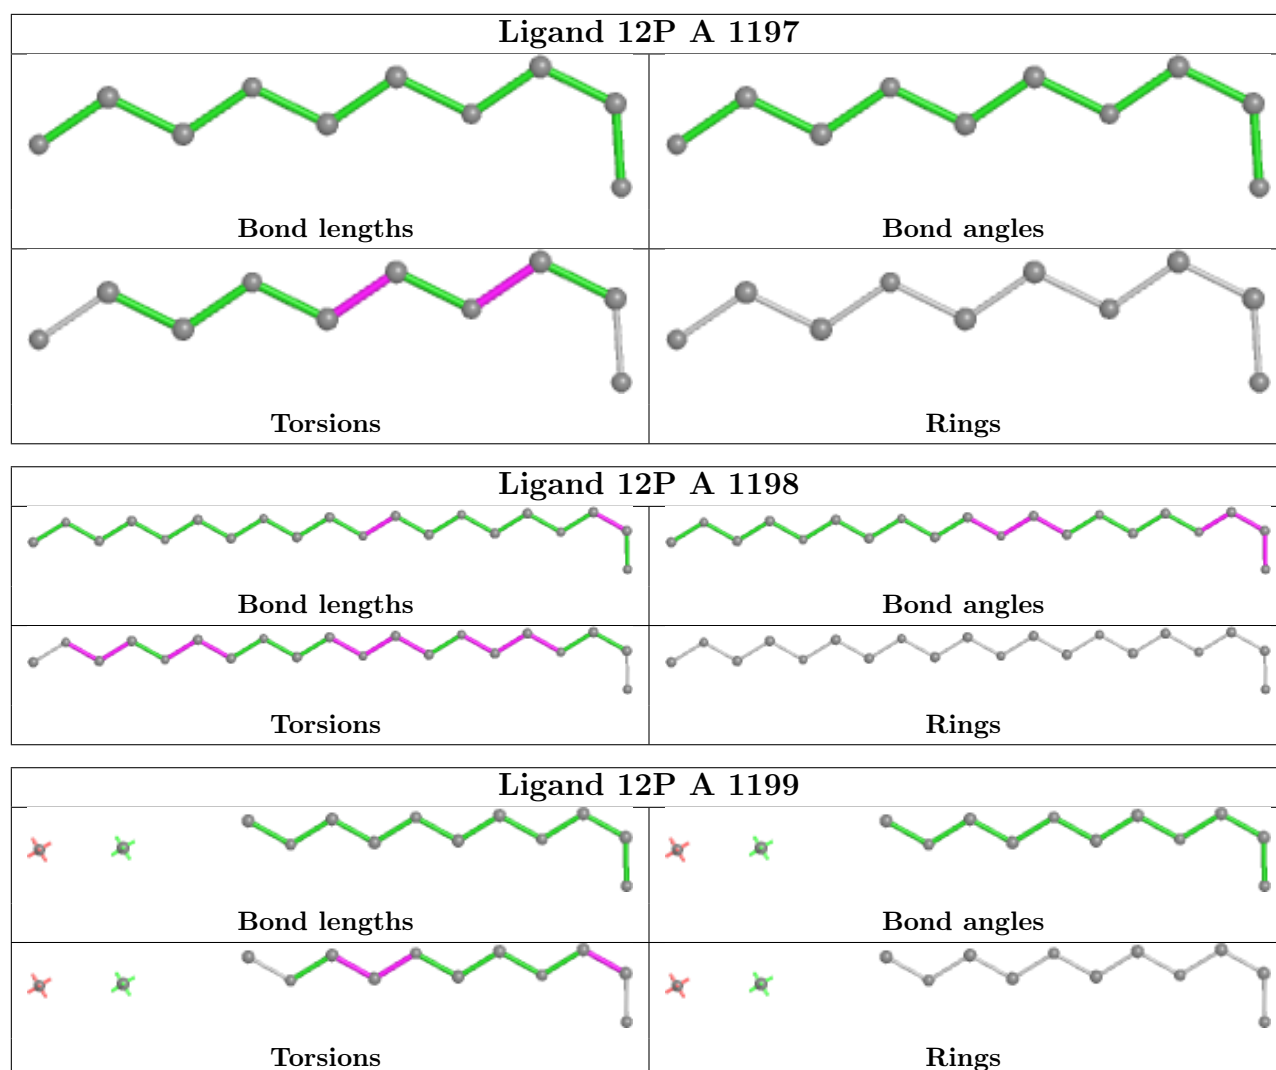 Ligand 12P A 1197
Bond lengths Bond angles
Torsions Rings
Ligand 12P A 1198
Bond lengths Bond angles
Torsions Rings
Ligand 12P A 1199
Bond lengths Bond angles
Torsions Rings